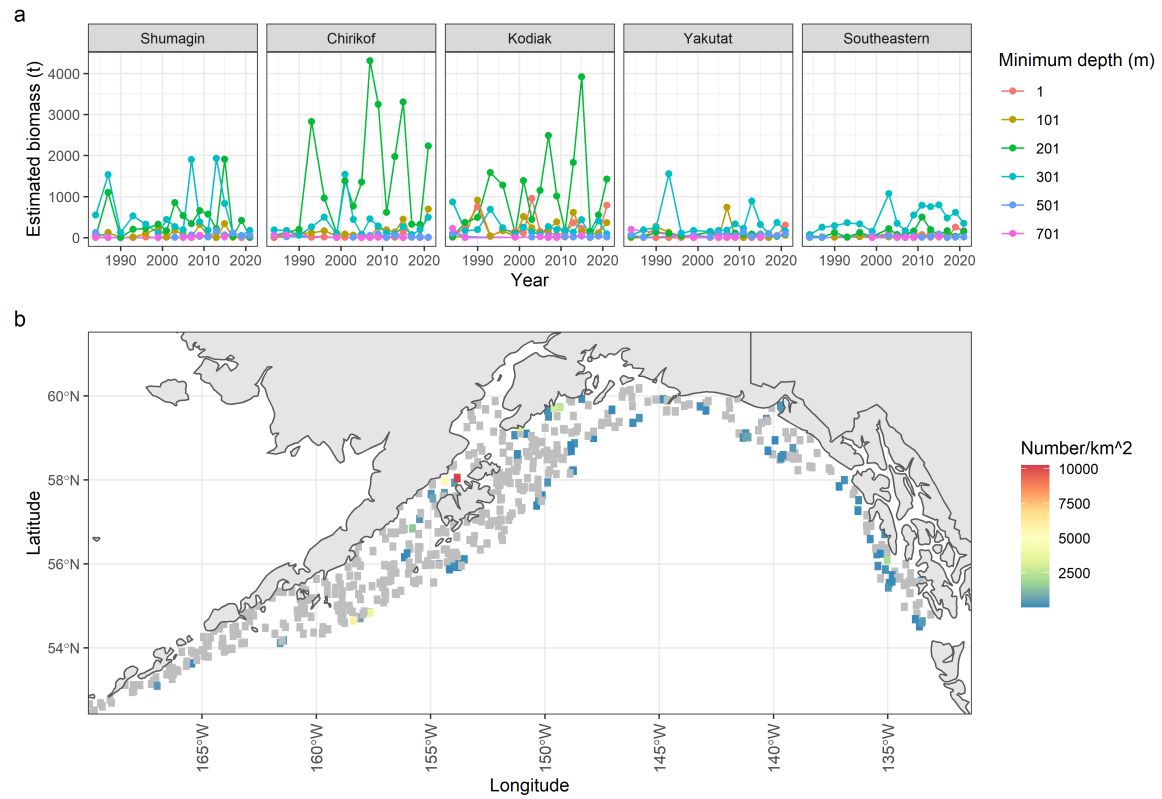 a
Shumagin Chirikof Kodiak Yakutat Southeastern
Estimated biomass (t)
4000
3000
2000
1000
0
1990 2000 2010 2020 1990 2000 2010 2020 1990 2000 2010 2020 1990 2000 2010 2020 1990 2000 2010 2020
Year
Minimum depth (m)
1
101
201
301
501
701
b
Latitude
60°N
58°N
56°N
54°N
165°W 160°W 155°W 150°W 145°W 140°W 135°W
Longitude
Number/km^2
10000
7500
5000
2500